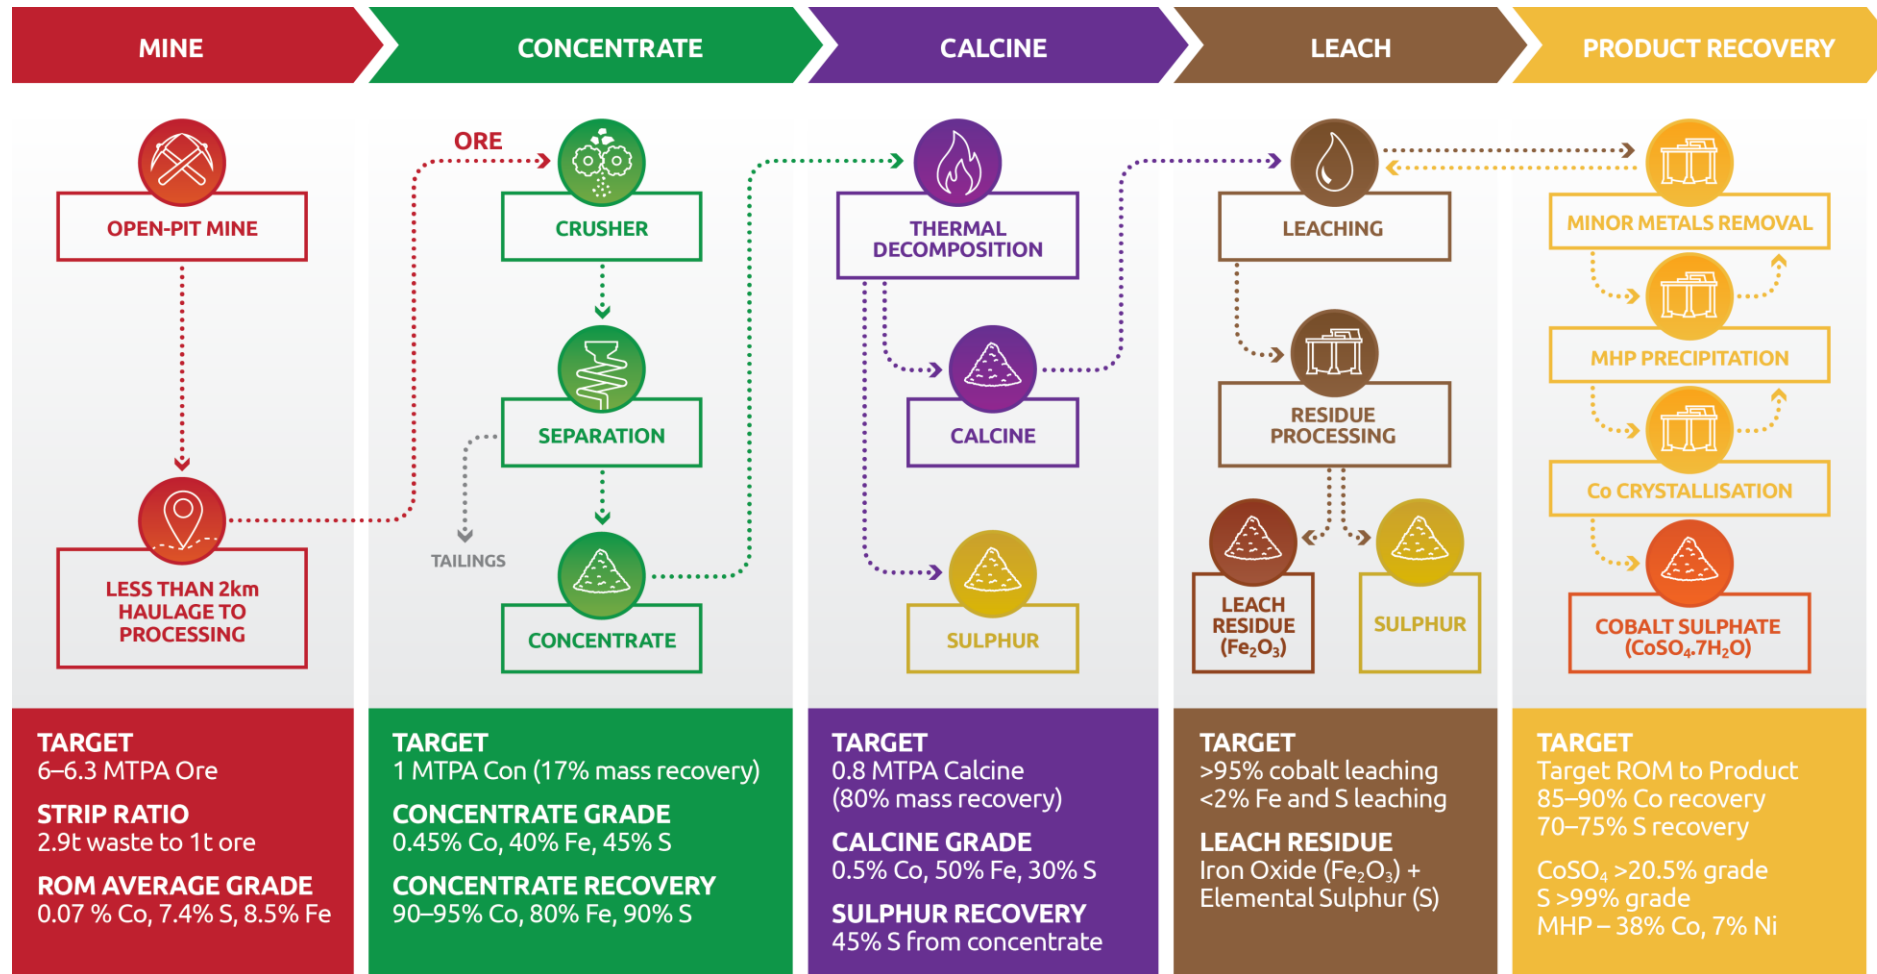 MINE
CONCENTRATE
CALCINE
LEACH
PRODUCT RECOVERY
OPEN-PIT MINE
LESS THAN 2km
HAULAGE TO
PROCESSING
ORE
CRUSHER
SEPARATION
TAILINGS
CONCENTRATE
THERMAL
DECOMPOSITION
CALCINE
SULPHUR
LEACHING
RESIDUE
PROCESSING
LEACH
RESIDUE
(Fe₂O₃)
SULPHUR
MINOR METALS REMOVAL
MHP PRECIPITATION
Co CRYSTALLISATION
COBALT SULPHATE
(CoSO₄.7H₂O)
TARGET
6–6.3 MTPA Ore
STRIP RATIO
2.9t waste to 1t ore
ROM AVERAGE GRADE
0.07 % Co, 7.4% S, 8.5% Fe
TARGET
1 MTPA Con (17% mass recovery)
CONCENTRATE GRADE
0.45% Co, 40% Fe, 45% S
CONCENTRATE RECOVERY
90–95% Co, 80% Fe, 90% S
TARGET
0.8 MTPA Calcine
(80% mass recovery)
CALCINE GRADE
0.5% Co, 50% Fe, 30% S
SULPHUR RECOVERY
45% S from concentrate
TARGET
>95% cobalt leaching
<2% Fe and S leaching
LEACH RESIDUE
Iron Oxide (Fe₂O₃) +
Elemental Sulphur (S)
TARGET
Target ROM to Product
85–90% Co recovery
70–75% S recovery
CoSO₄ >20.5% grade
S >99% grade
MHP – 38% Co, 7% Ni